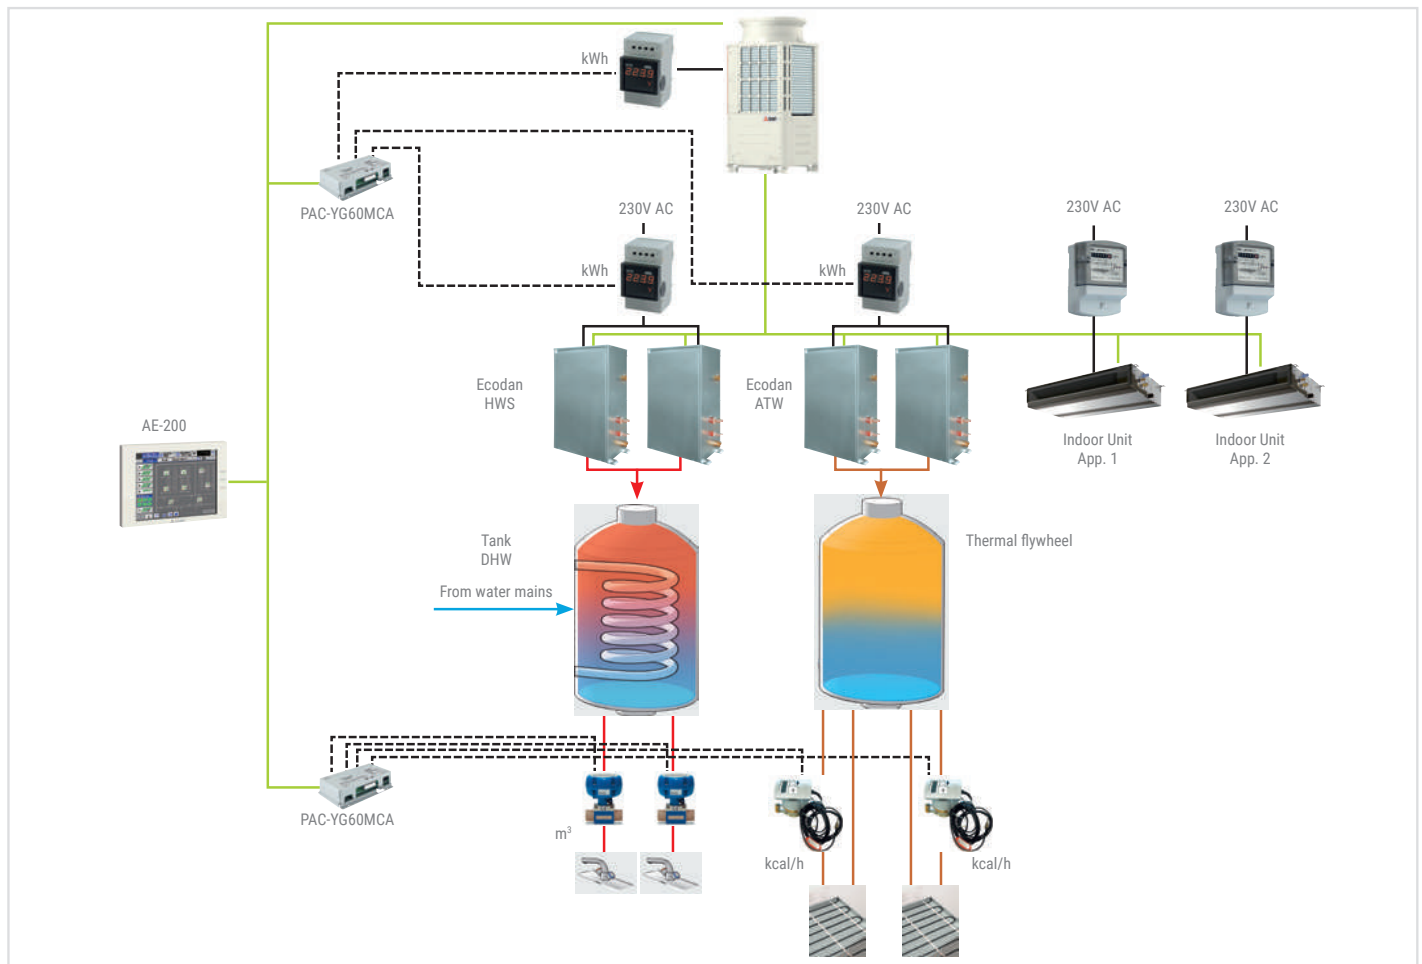 kWh
PAC-YG60MCA
230V AC
230V AC
230V AC
230V AC
kWh
kWh
Ecodan
HWS
Ecodan
ATW
AE-200
Indoor Unit
App. 1
Indoor Unit
App. 2
Tank
DHW
Thermal flywheel
From water mains
PAC-YG60MCA
m³
kcal/h
kcal/h